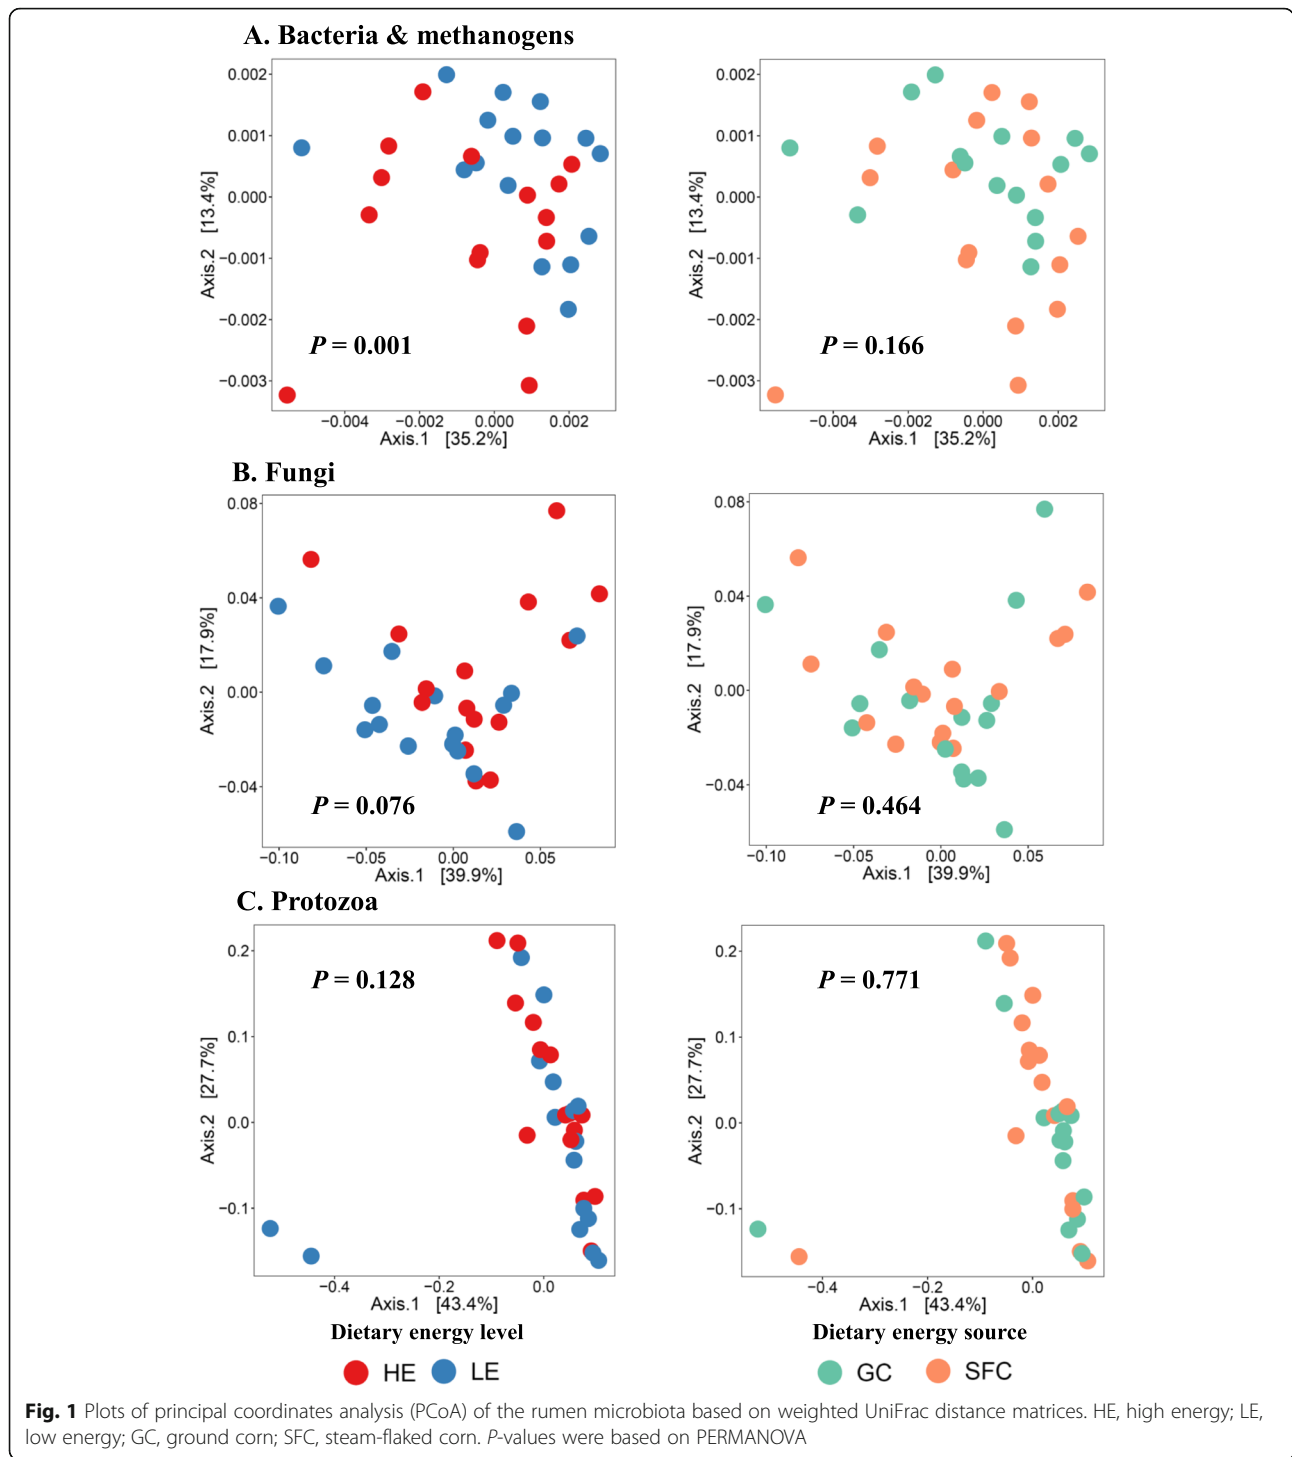 A. Bacteria & methanogens
0.002
0.001
0.000
−0.001
−0.002
−0.003
Axis.2 [13.4%]
P = 0.001
−0.004 −0.002 0.000 0.002
Axis.1 [35.2%]
0.002
0.001
0.000
−0.001
−0.002
−0.003
Axis.2 [13.4%]
P = 0.166
−0.004 −0.002 0.000 0.002
Axis.1 [35.2%]
B. Fungi
0.08
0.04
0.00
−0.04
Axis.2 [17.9%]
P = 0.076
−0.10 −0.05 0.00 0.05
Axis.1 [39.9%]
0.08
0.04
0.00
−0.04
Axis.2 [17.9%]
P = 0.464
−0.10 −0.05 0.00 0.05
Axis.1 [39.9%]
C. Protozoa
0.2
0.1
0.0
−0.1
Axis.2 [27.7%]
P = 0.128
−0.4 −0.2 0.0
Axis.1 [43.4%]
0.2
0.1
0.0
−0.1
Axis.2 [27.7%]
P = 0.771
−0.4 −0.2 0.0
Axis.1 [43.4%]
Dietary energy level
HE LE
Dietary energy source
GC SFC
Fig. 1 Plots of principal coordinates analysis (PCoA) of the rumen microbiota based on weighted UniFrac distance matrices. HE, high energy; LE,
low energy; GC, ground corn; SFC, steam-flaked corn. P-values were based on PERMANOVA